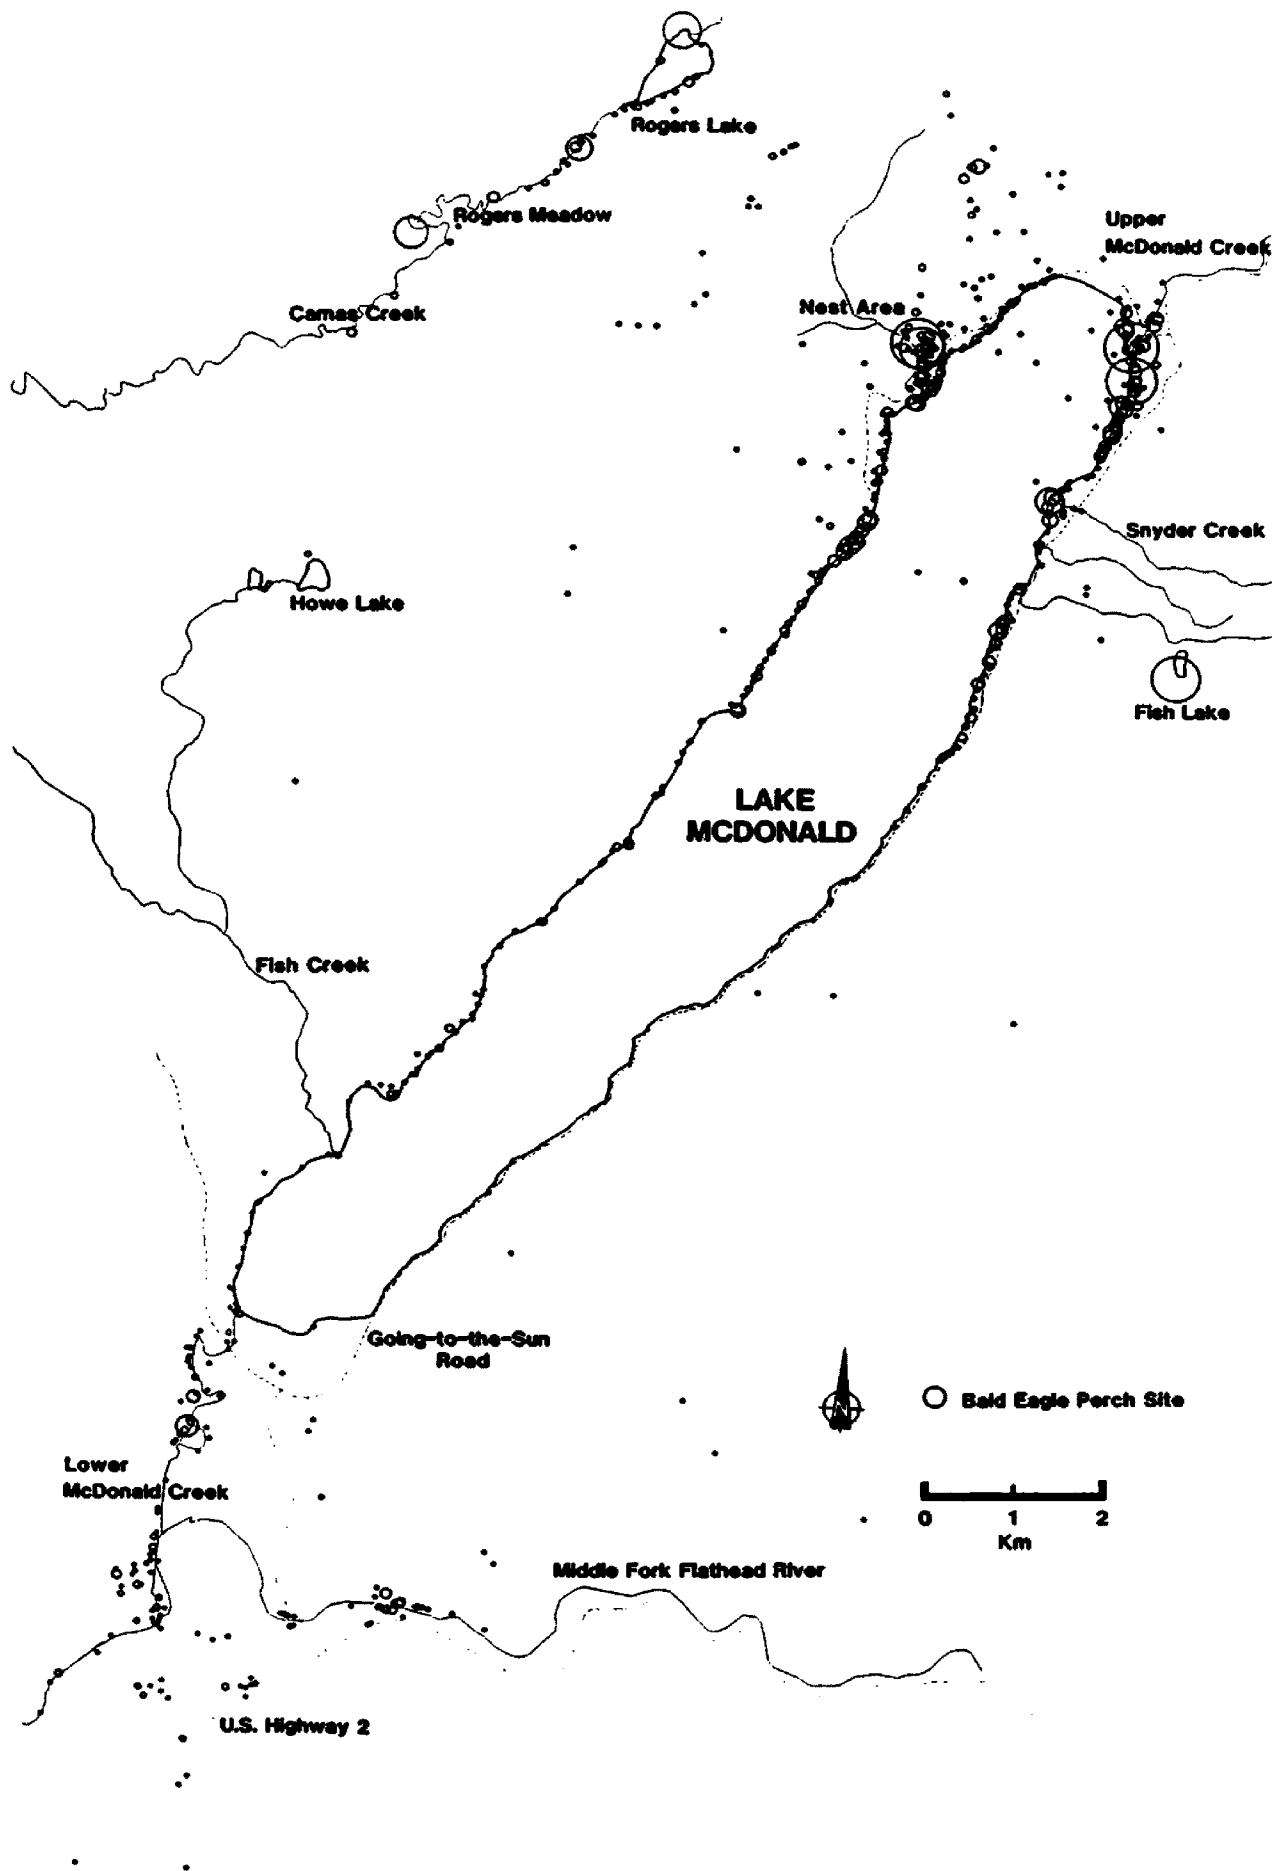 Rogers Lake
Rogers Meadow
Upper
McDonald Creek
Nest Area
Camas Creek
Snyder Creek
Howe Lake
Fish Lake
LAKE
MCDONALD
Fish Creek
Going-to-the-Sun
Road
Bald Eagle Perch Site
Lower
McDonald Creek
0 1 2
Km
Middle Fork Flathead River
U.S. Highway 2